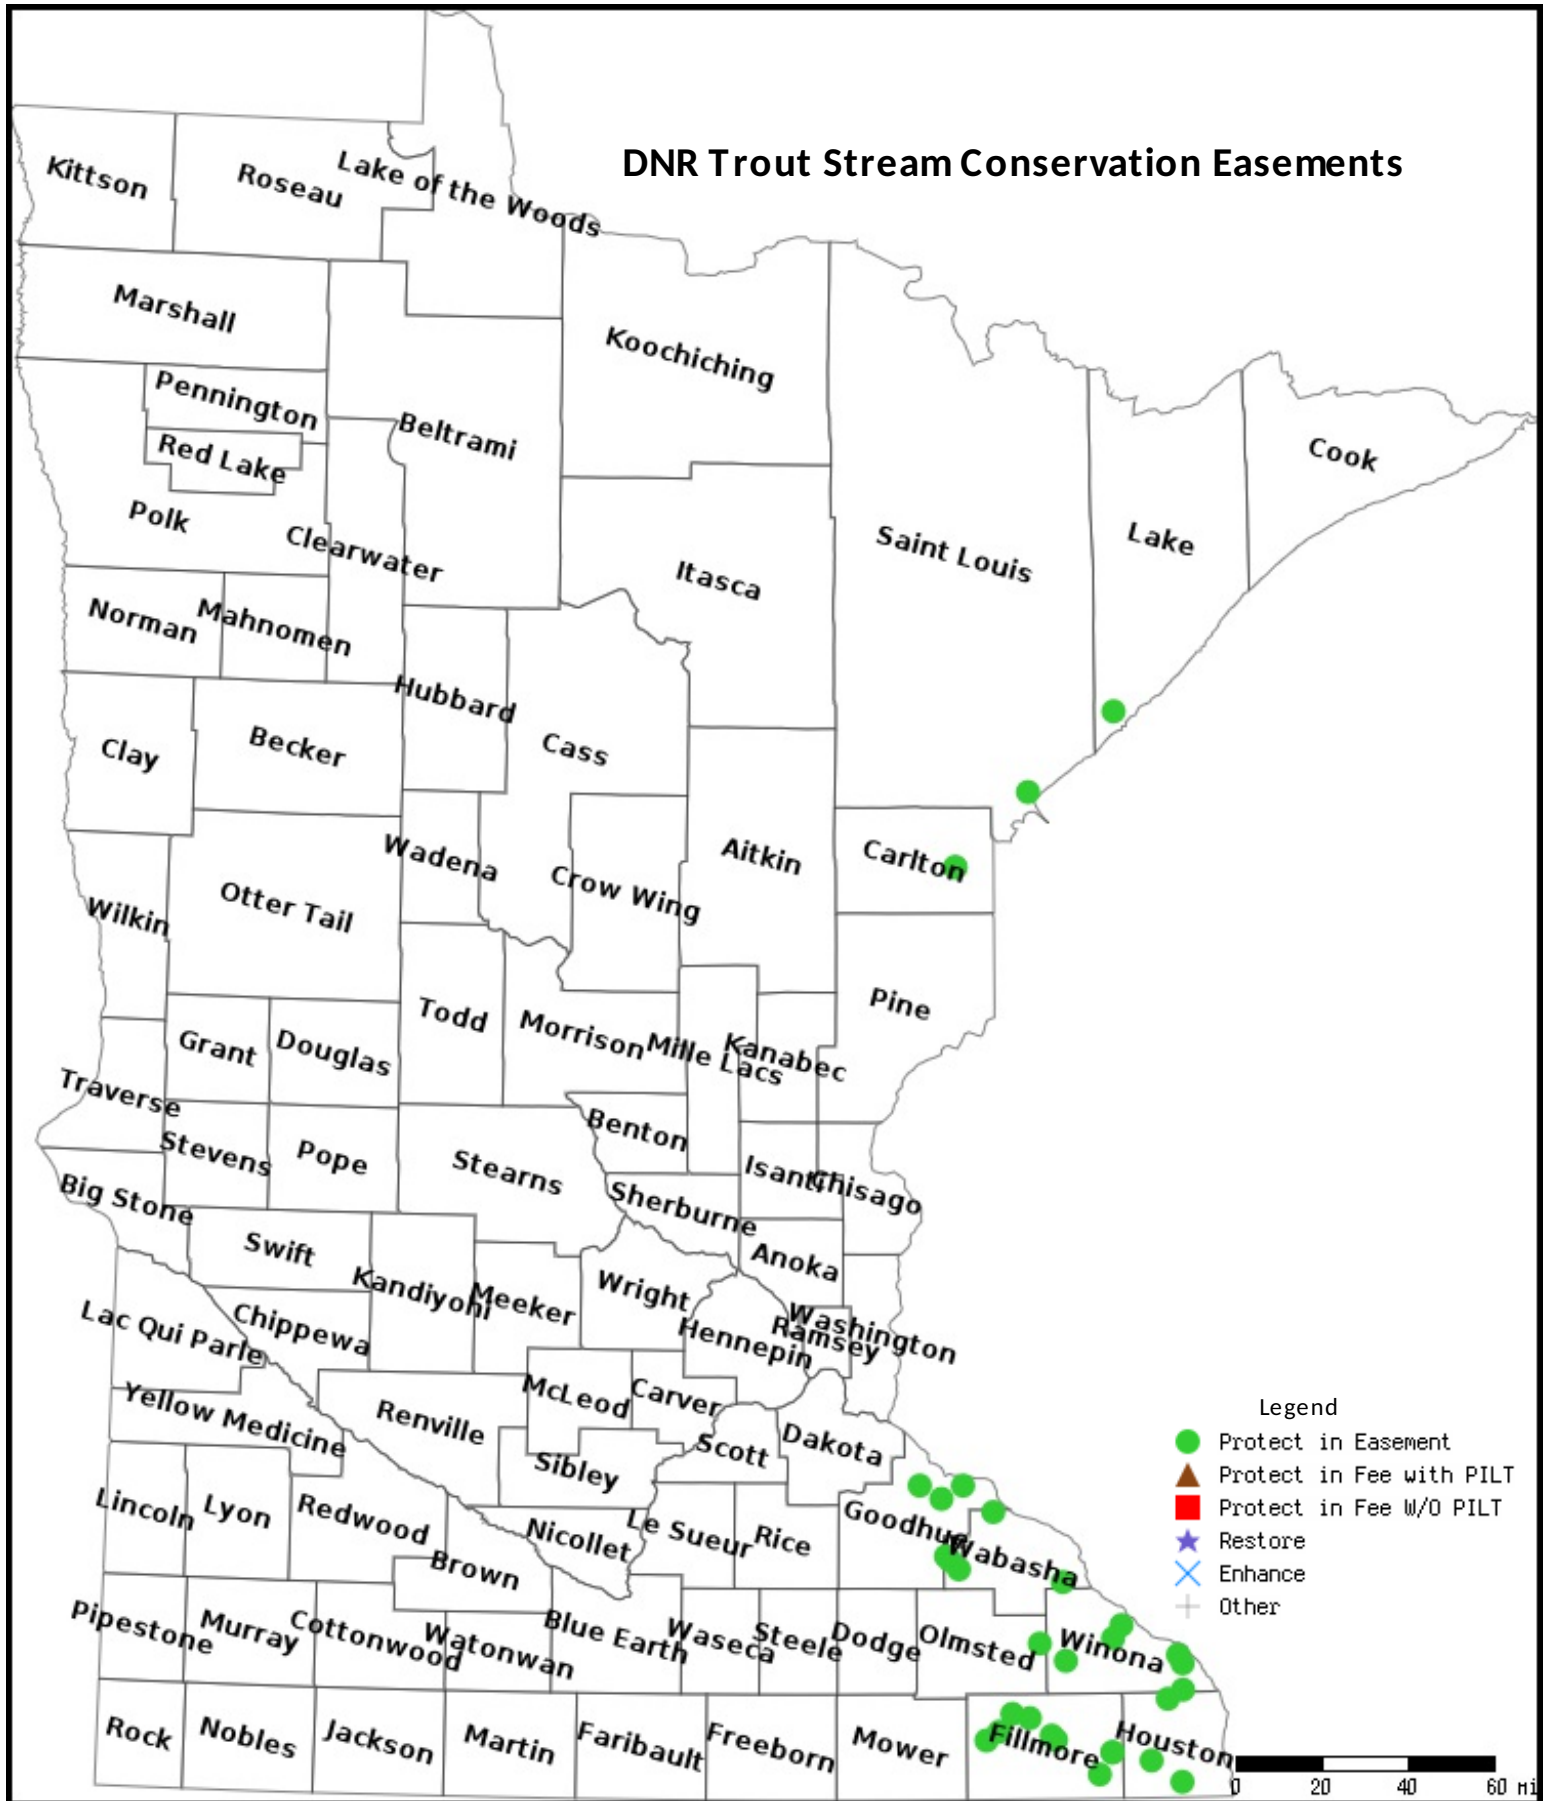 DNR Trout Stream Conservation Easements
Kittson
Roseau
Lake of the Woods
Marshall
Koochiching
Pennington
Beltrami
Red Lake
Cook
Polk
Clearwater
Saint Louis
Lake
Itasca
Norman
Mahnomen
Hubbard
Clay
Becker
Cass
Wadena
Aitkin
Carlton
Crow Wing
Otter Tail
Wilkin
Pine
Todd
Morrison
Mille Lacs
Kanabec
Grant
Douglas
Traverse
Benton
Stevens
Pope
Stearns
Isanti
Chisago
Big Stone
Sherburne
Swift
Anoka
Kandiyohi
Meeker
Wright
Washington
Ramsey
Hennepin
Lac Qui Parle
Chippewa
McLeod
Carver
Yellow Medicine
Renville
Scott
Dakota
Sibley
Lincoln
Lyon
Redwood
Nicollet
Le Sueur
Rice
Goodhue
Wabasha
Brown
Pipestone
Murray
Cottonwood
Watonwan
Blue Earth
Waseca
Steele
Dodge
Olmsted
Winona
Rock
Nobles
Jackson
Martin
Faribault
Freeborn
Mower
Fillmore
Houston
Legend
Protect in Easement
Protect in Fee with PILT
Protect in Fee W/O PILT
Restore
Enhance
Other
0 20 40 60 mi